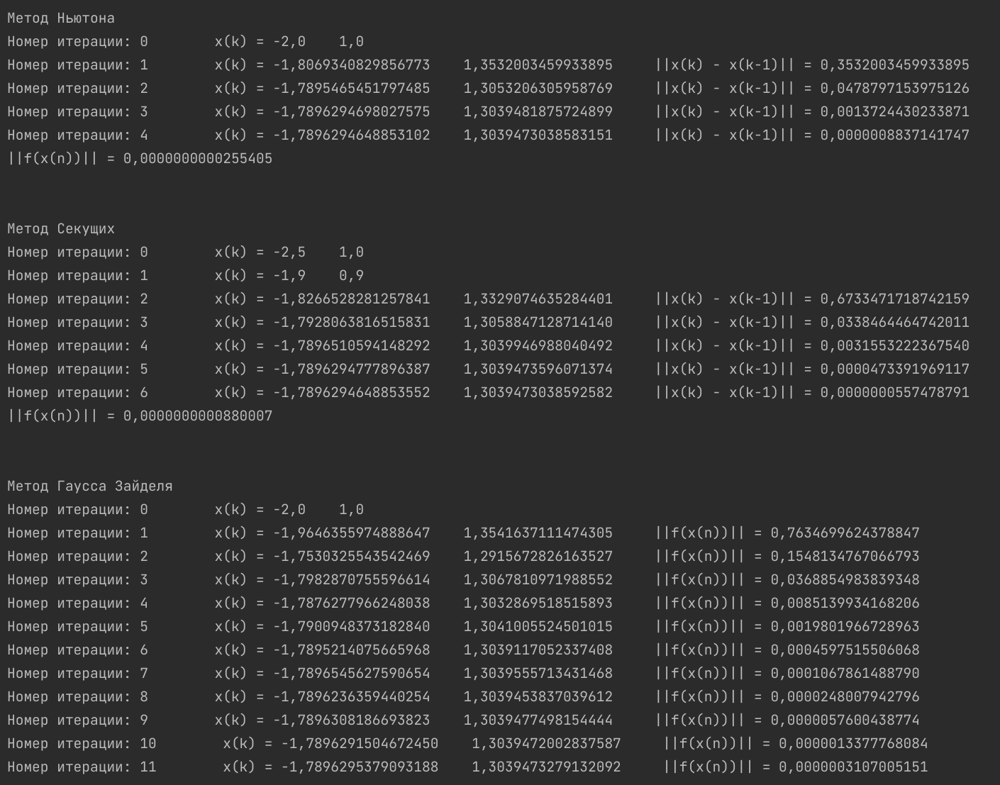 Метод Ньютона
Номер итерации: 0 x(k) = -2,0 1,0
Номер итерации: 1 x(k) = -1,8069340829856773 1,3532003459933895 ||x(k) - x(k-1)|| = 0,3532003459933895
Номер итерации: 2 x(k) = -1,7895465451797485 1,3053206305958769 ||x(k) - x(k-1)|| = 0,0478797153975126
Номер итерации: 3 x(k) = -1,7896294698027575 1,3039481875724899 ||x(k) - x(k-1)|| = 0,0013724430233871
Номер итерации: 4 x(k) = -1,7896294648853102 1,3039473038583151 ||x(k) - x(k-1)|| = 0,0000008837141747
||f(x(n))|| = 0,0000000000255405
Метод Секущих
Номер итерации: 0 x(k) = -2,5 1,0
Номер итерации: 1 x(k) = -1,9 0,9
Номер итерации: 2 x(k) = -1,8266528281257841 1,3329074635284401 ||x(k) - x(k-1)|| = 0,6733471718742159
Номер итерации: 3 x(k) = -1,7928063816515831 1,3058847128714140 ||x(k) - x(k-1)|| = 0,0338464464742011
Номер итерации: 4 x(k) = -1,7896510594148292 1,3039946988040492 ||x(k) - x(k-1)|| = 0,0031553222367540
Номер итерации: 5 x(k) = -1,7896294777896387 1,3039473596071374 ||x(k) - x(k-1)|| = 0,0000473391969117
Номер итерации: 6 x(k) = -1,7896294648853552 1,3039473038592582 ||x(k) - x(k-1)|| = 0,0000000557478791
||f(x(n))|| = 0,0000000000880007
Метод Гаусса Зайделя
Номер итерации: 0 x(k) = -2,0 1,0
Номер итерации: 1 x(k) = -1,9646355974888647 1,3541637111474305 ||f(x(n))|| = 0,7634699624378847
Номер итерации: 2 x(k) = -1,7530325543542469 1,2915672826163527 ||f(x(n))|| = 0,1548134767066793
Номер итерации: 3 x(k) = -1,7982870755596614 1,3067810971988552 ||f(x(n))|| = 0,0368854983839348
Номер итерации: 4 x(k) = -1,7876277966248038 1,3032869518515893 ||f(x(n))|| = 0,0085139934168206
Номер итерации: 5 x(k) = -1,7900948373182840 1,3041005524501015 ||f(x(n))|| = 0,0019801966728963
Номер итерации: 6 x(k) = -1,7895214075665968 1,3039117052337408 ||f(x(n))|| = 0,0004597515506068
Номер итерации: 7 x(k) = -1,7896545627590654 1,3039555713431468 ||f(x(n))|| = 0,0001067861488790
Номер итерации: 8 x(k) = -1,7896236359440254 1,3039453837039612 ||f(x(n))|| = 0,0000248007942796
Номер итерации: 9 x(k) = -1,7896308186693823 1,3039477498154444 ||f(x(n))|| = 0,0000057600438774
Номер итерации: 10 x(k) = -1,7896291504672450 1,3039472002837587 ||f(x(n))|| = 0,0000013377768084
Номер итерации: 11 x(k) = -1,7896295379093188 1,3039473279132092 ||f(x(n))|| = 0,0000003107005151